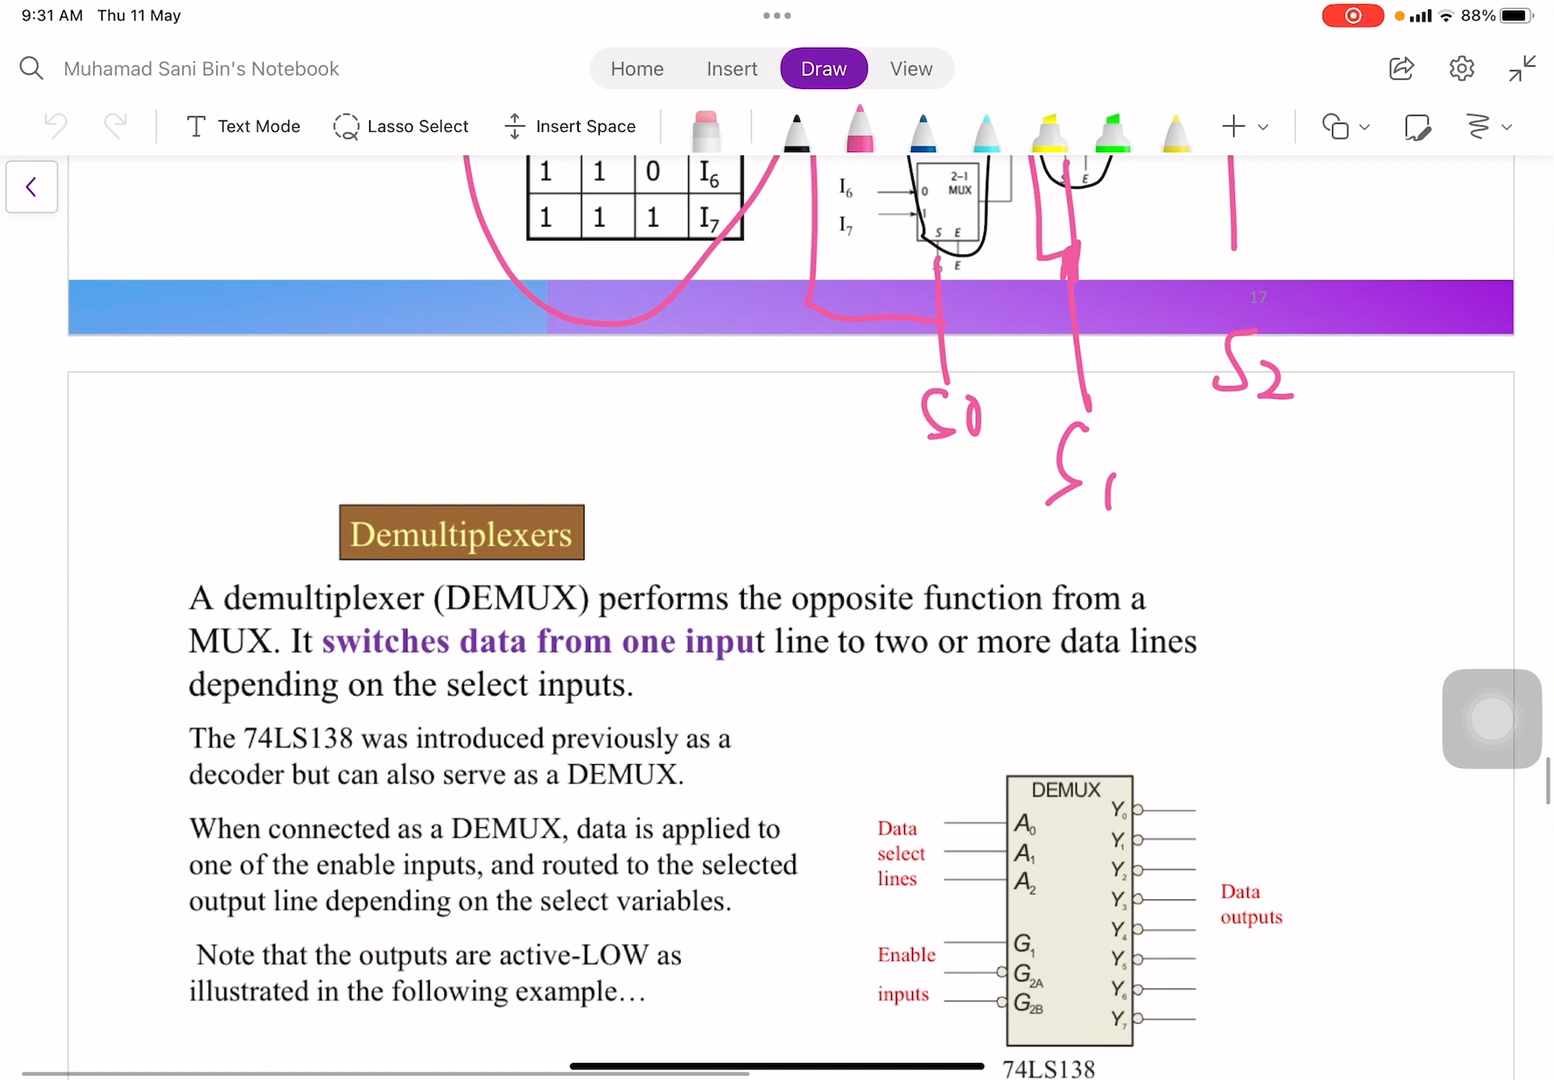 9:31 AM Thu 11 May
88%
Muhamad Sani Bin's Notebook
Home Insert Draw View
Text Mode Lasso Select Insert Space
1 1 0 I6
1 1 1 I7
I6
I7
0
1
2-1
MUX
S E
E
S E
17
S0
S1
S2
Demultiplexers
A demultiplexer (DEMUX) performs the opposite function from a
MUX. It switches data from one input line to two or more data lines
depending on the select inputs.
The 74LS138 was introduced previously as a
decoder but can also serve as a DEMUX.
When connected as a DEMUX, data is applied to
one of the enable inputs, and routed to the selected
output line depending on the select variables.
Note that the outputs are active-LOW as
illustrated in the following example…
Data
select
lines
Enable
inputs
DEMUX
A0
A1
A2
G1
G2A
G2B
Y0
Y1
Y2
Y3
Y4
Y5
Y6
Y7
Data
outputs
74LS138